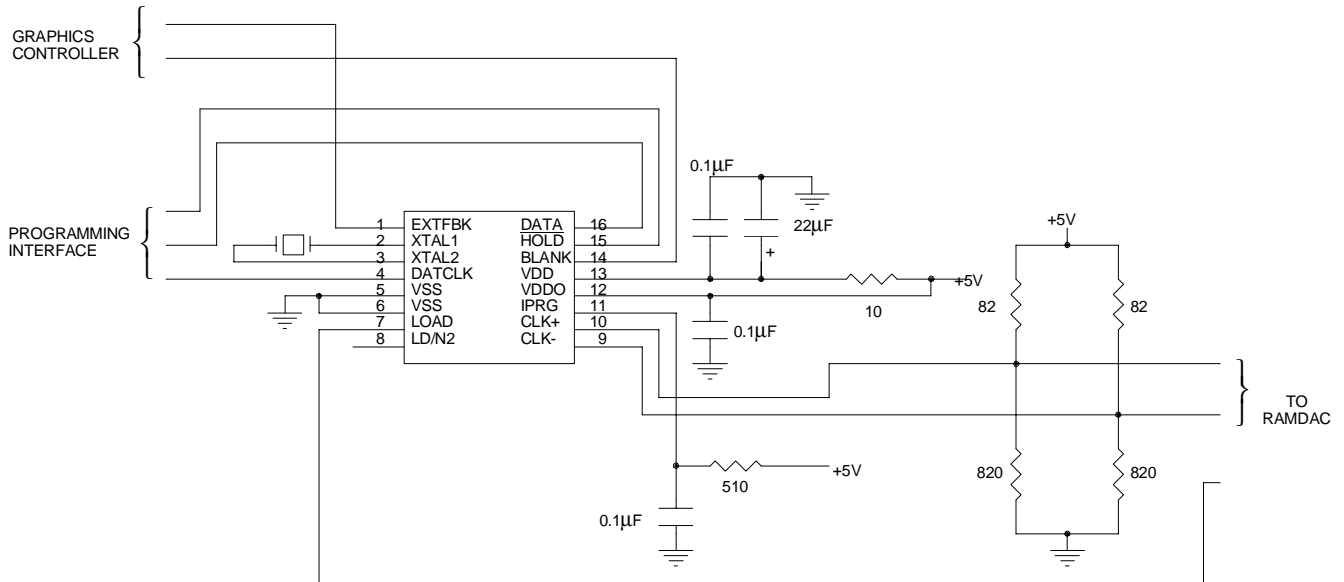 GRAPHICS
CONTROLLER
PROGRAMMING
INTERFACE
1 EXTFBK DATA 16
2 XTAL1 HOLD 15
3 XTAL2 BLANK 14
4 DATCLK VDD 13
5 VSS VDDO 12
6 VSS IPRG 11
7 LOAD CLK+ 10
8 LD/N2 CLK- 9
0.1µF
22µF
+
+5V
10
0.1µF
+5V
82
82
TO
RAMDAC
+5V
510
820
820
0.1µF